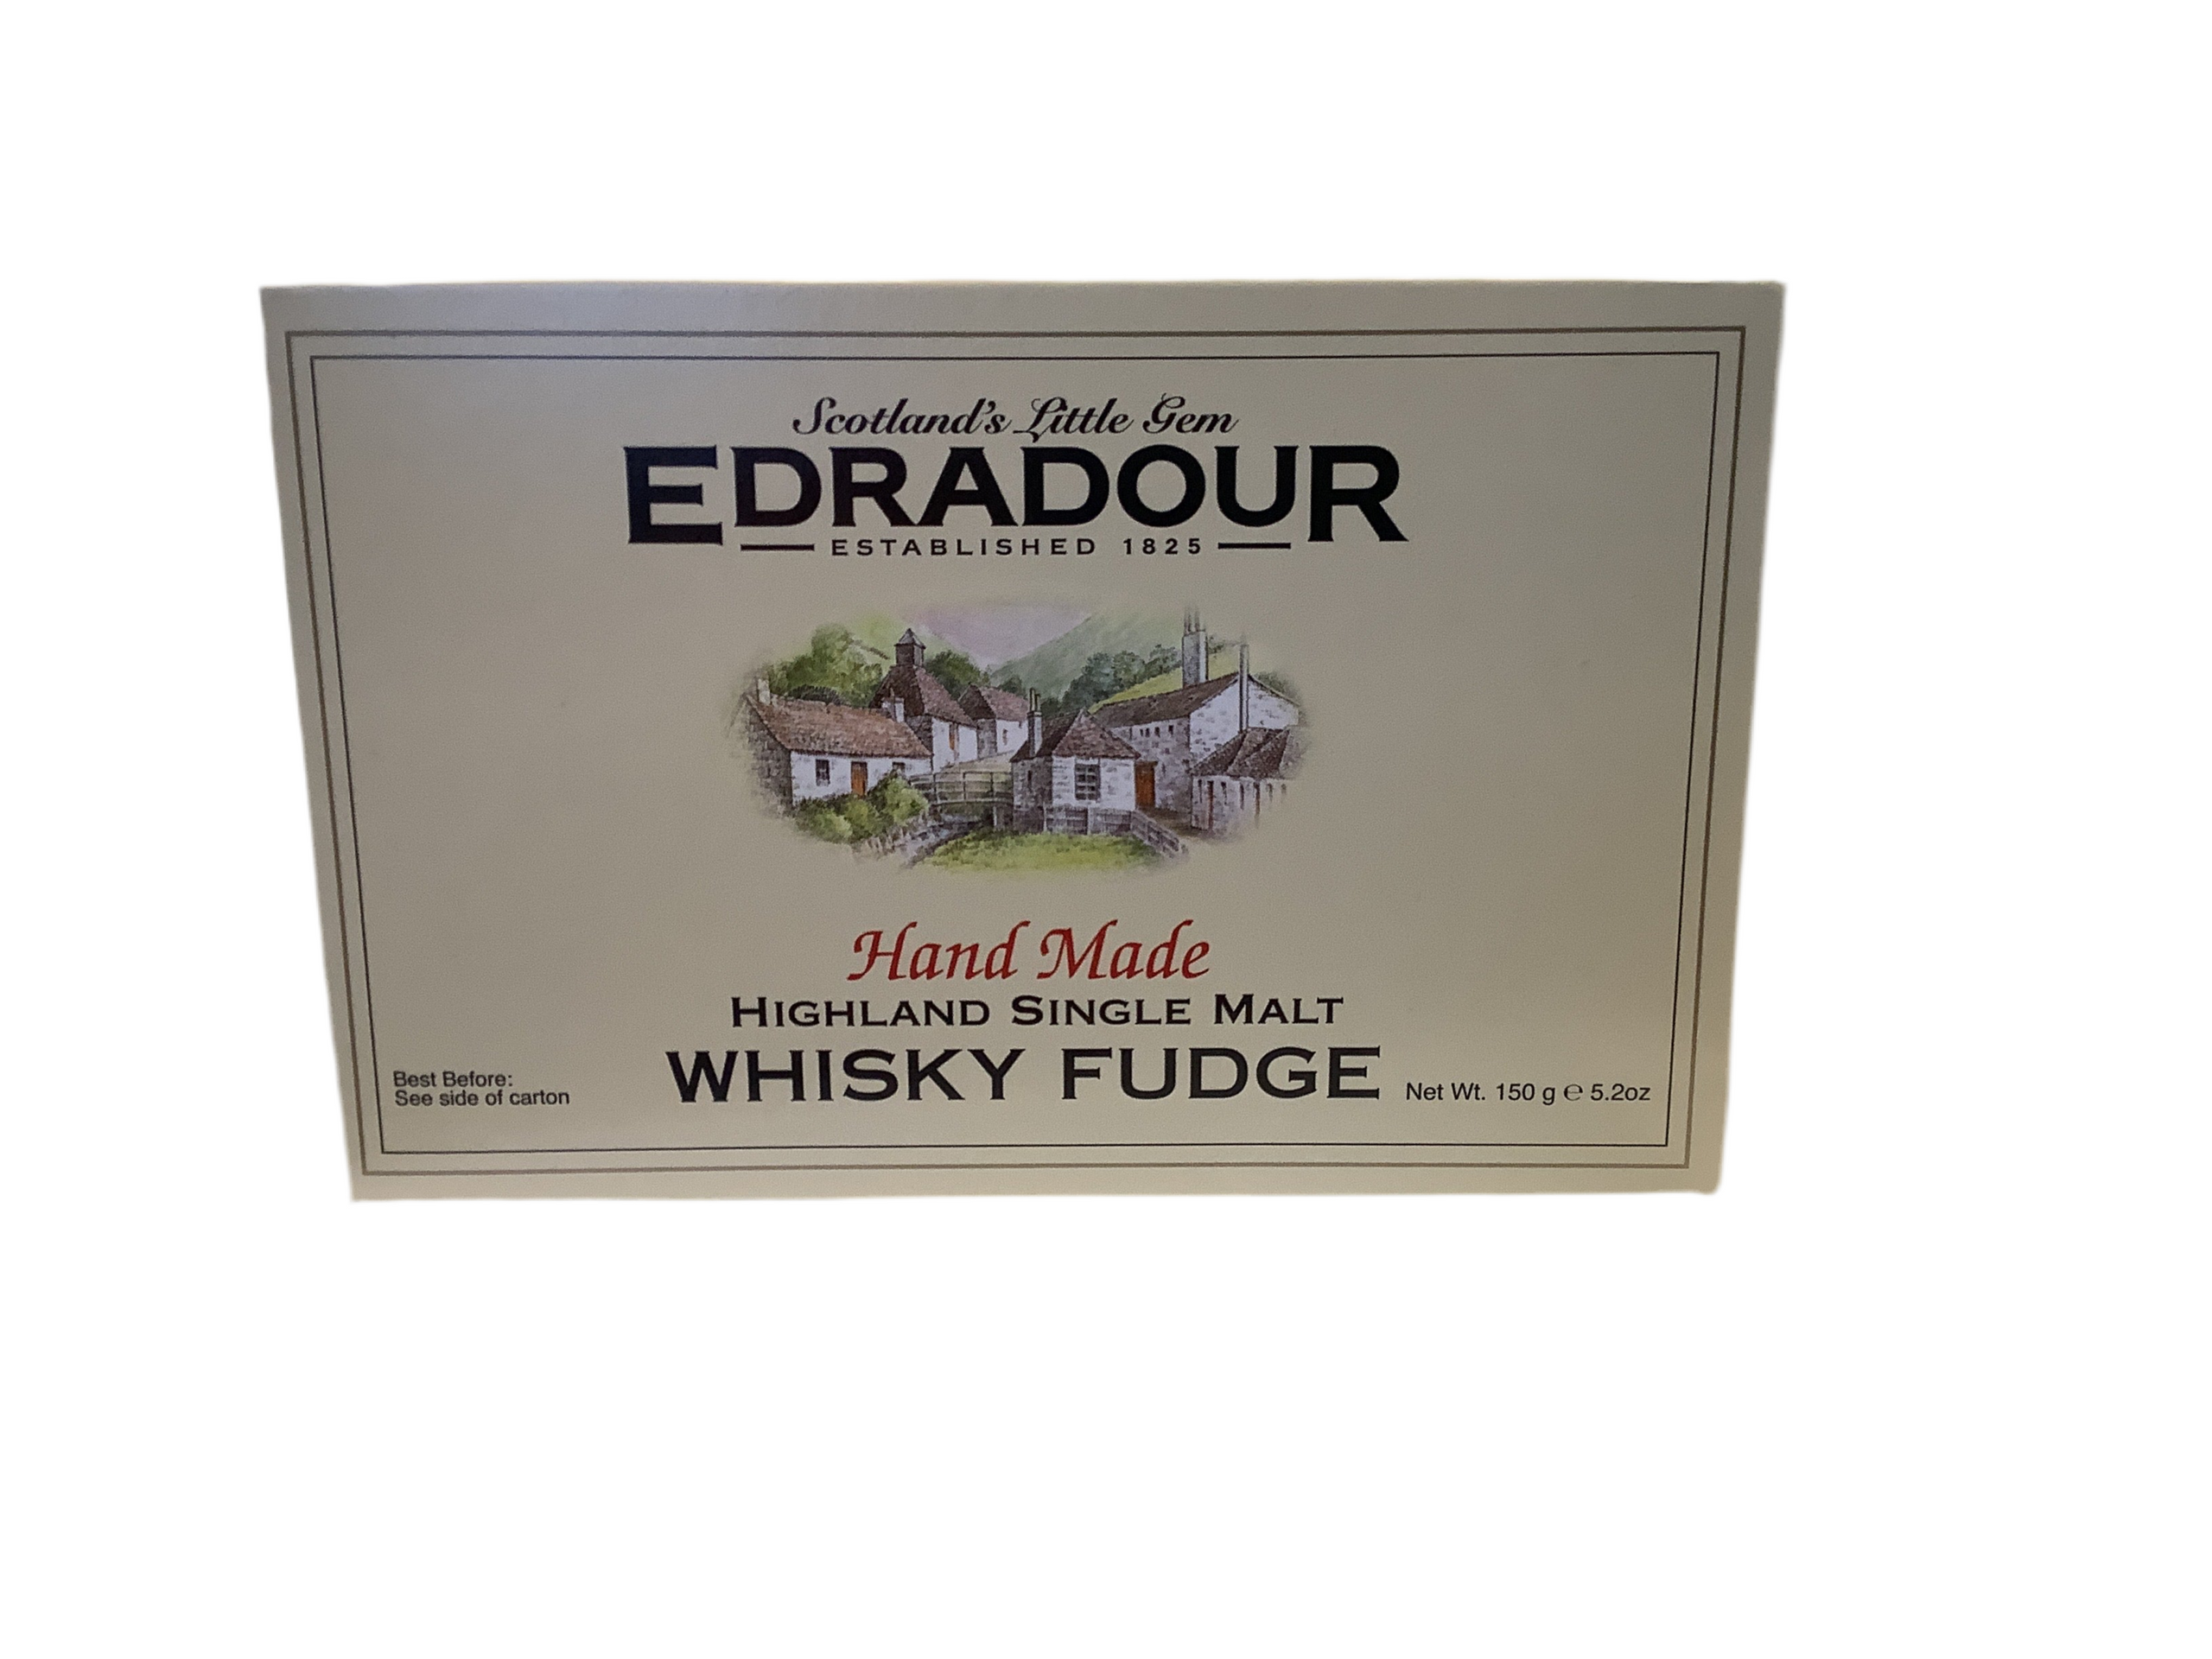 Scotland's Little Gem
EDRADOUR
ESTABLISHED 1825
Hand Made
HIGHLAND SINGLE MALT
WHISKY FUDGE
Best Before:
See side of carton
Net Wt. 150 g ℮ 5.2oz